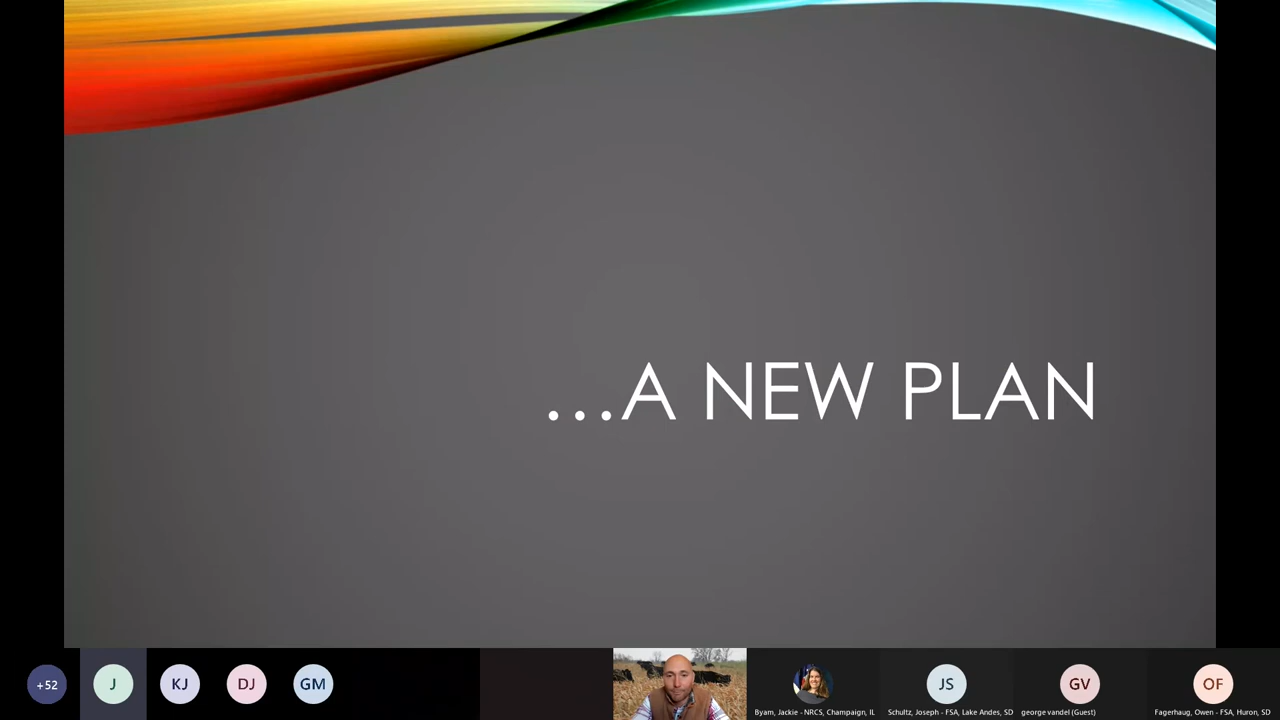 ...A NEW PLAN
+52
J
KJ
DJ
GM
JS
GV
OF
Byam, Jackie - NRCS, Champaign, IL
Schultz, Joseph - FSA, Lake Andes, SD
george vandel (Guest)
Fagerhaug, Owen - FSA, Huron, SD